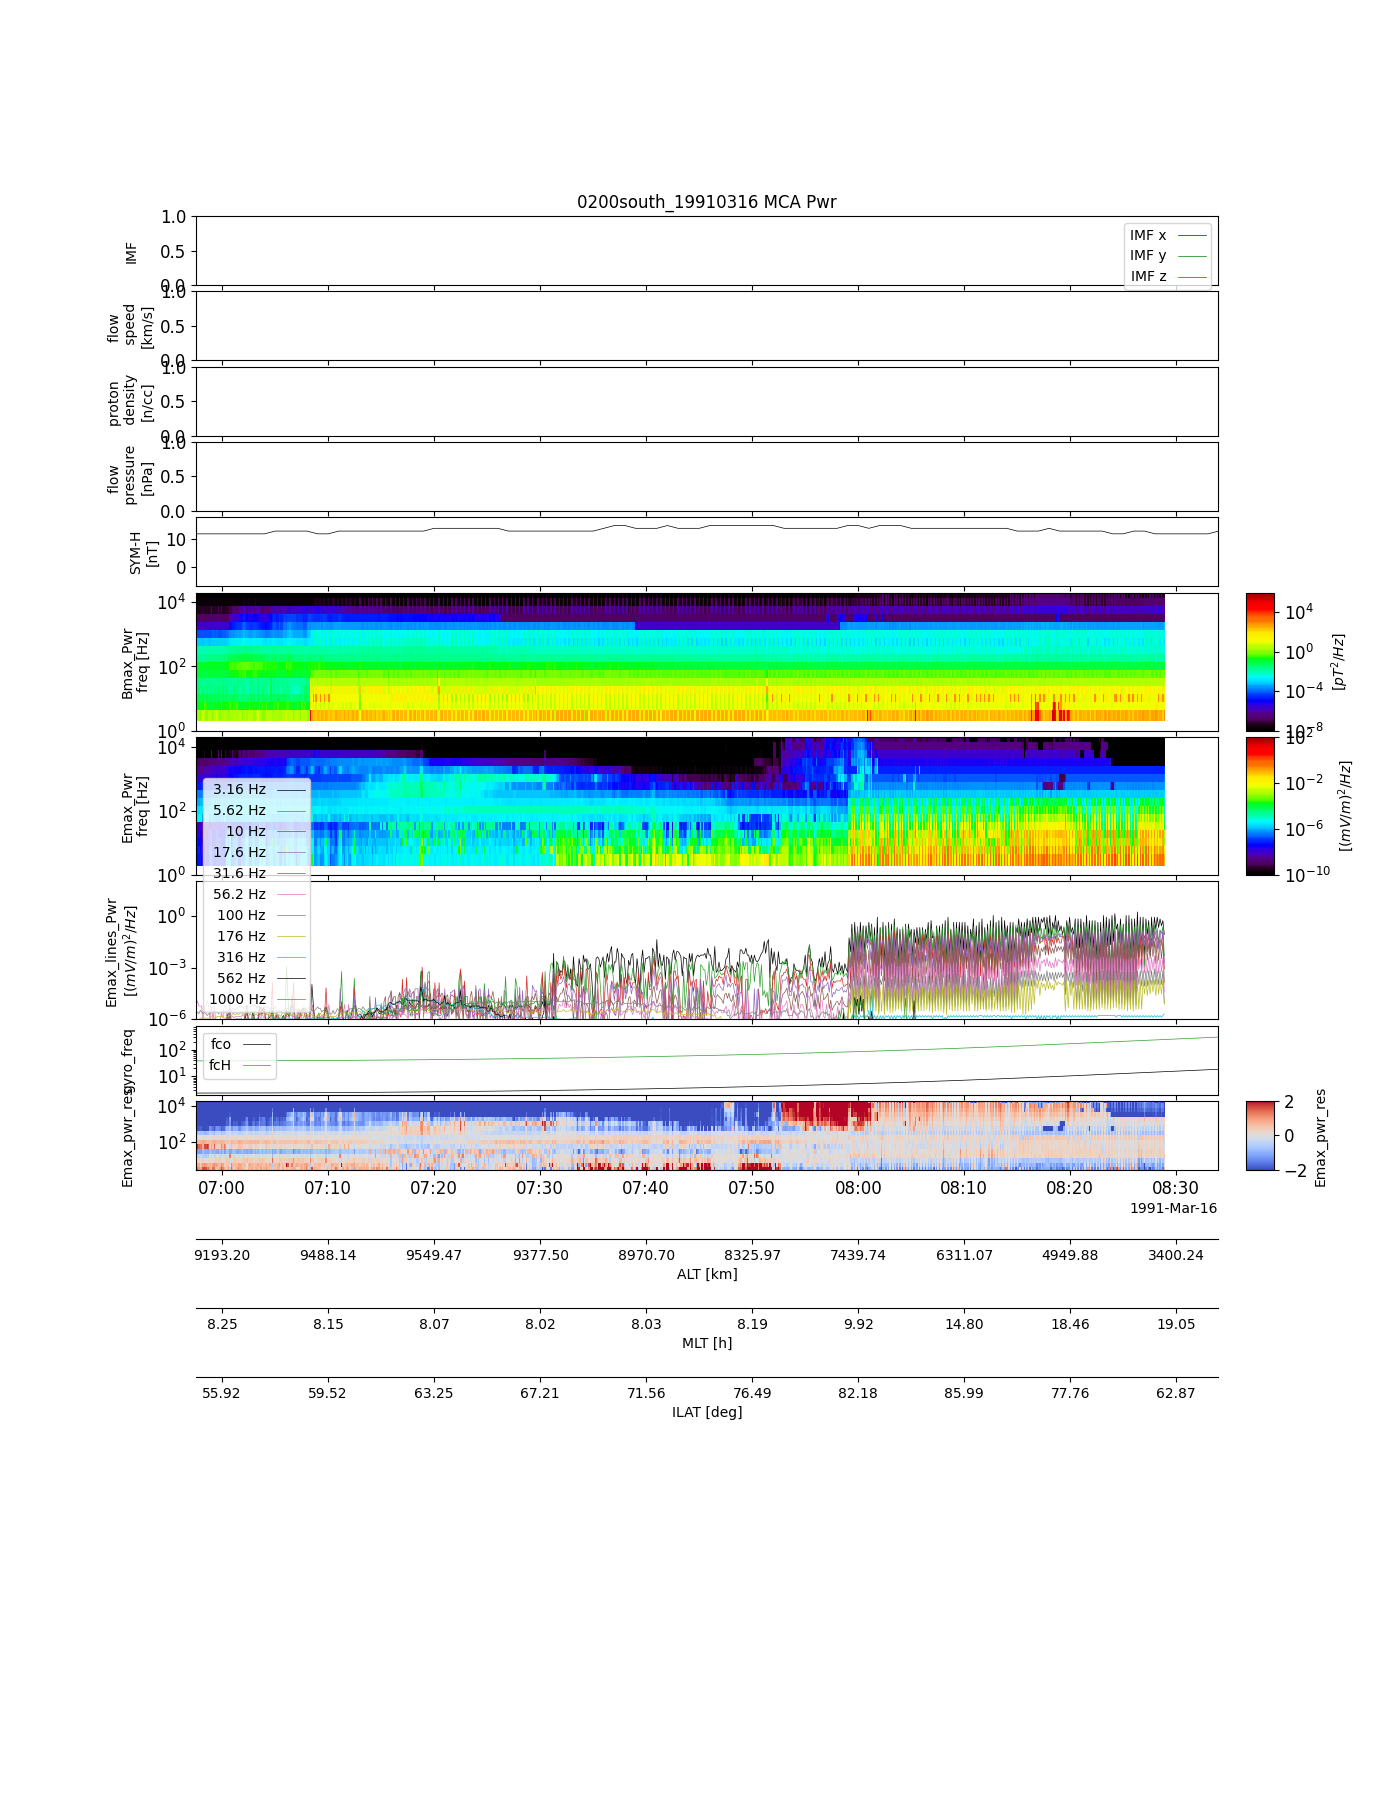 0200south_19910316 MCA Pwr
1.0
0.5
0.0
IMF
IMF x
IMF y
IMF z
1.0
0.5
0.0
flow
speed
[km/s]
1.0
0.5
0.0
proton
density
[n/cc]
1.0
0.5
0.0
flow
pressure
[nPa]
10
0
SYM-H
[nT]
10^4
10^2
10^0
Bmax_Pwr
freq [Hz]
10^4
10^0
10^-4
10^-8
[pT^2/Hz]
10^4
10^2
10^0
Emax_Pwr
freq [Hz]
10^2
10^-2
10^-6
10^-10
[(mV/m)^2/Hz]
3.16 Hz
5.62 Hz
10 Hz
17.6 Hz
31.6 Hz
56.2 Hz
100 Hz
176 Hz
316 Hz
562 Hz
1000 Hz
10^0
10^-3
10^-6
Emax_lines_Pwr
[(mV/m)^2/Hz]
10^2
10^1
gyro_freq
fco
fcH
10^4
10^2
Emax_pwr_res
2
0
−2
Emax_pwr_res
07:00 07:10 07:20 07:30 07:40 07:50 08:00 08:10 08:20 08:30
1991-Mar-16
9193.20 9488.14 9549.47 9377.50 8970.70 8325.97 7439.74 6311.07 4949.88 3400.24
ALT [km]
8.25 8.15 8.07 8.02 8.03 8.19 9.92 14.80 18.46 19.05
MLT [h]
55.92 59.52 63.25 67.21 71.56 76.49 82.18 85.99 77.76 62.87
ILAT [deg]